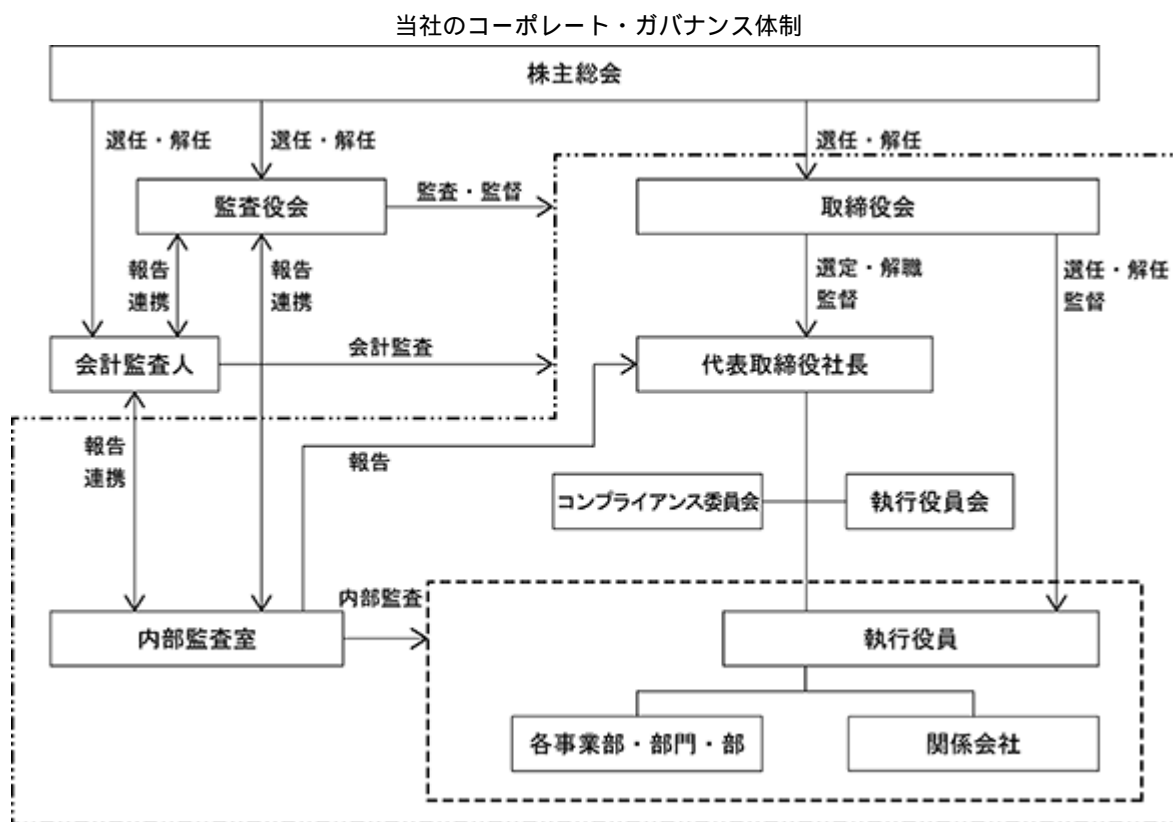 当社のコーポレート・ガバナンス体制
株主総会
選任・解任
選任・解任
選任・解任
監査役会
監査・監督
取締役会
報告
連携
報告
連携
選定・解職
監督
選任・解任
監督
会計監査人
会計監査
代表取締役社長
報告
連携
報告
コンプライアンス委員会
執行役員会
内部監査室
内部監査
執行役員
各事業部・部門・部
関係会社